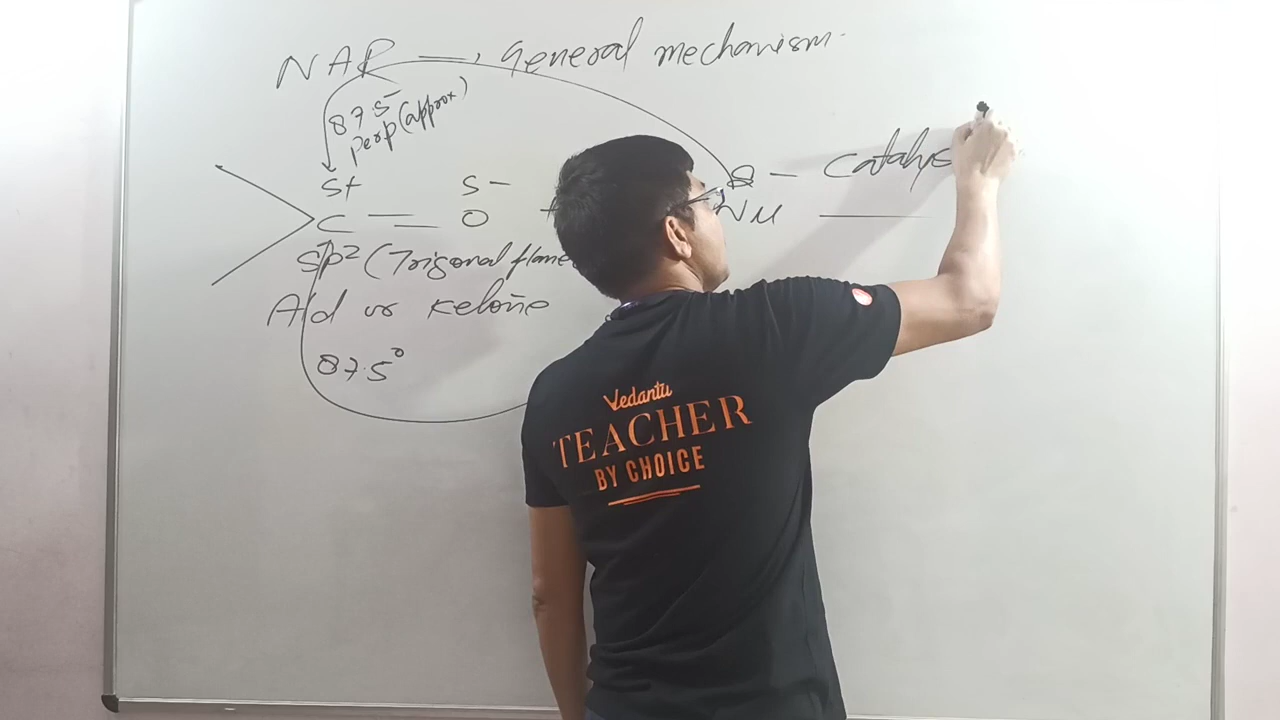 NAR → General mechanism.
87.5
perp(approx)
δ+ δ-
C = O +
Nu
catalys
sp² (Trigonal plane
Ald or Ketone
87.5°
Vedantu
TEACHER
BY CHOICE